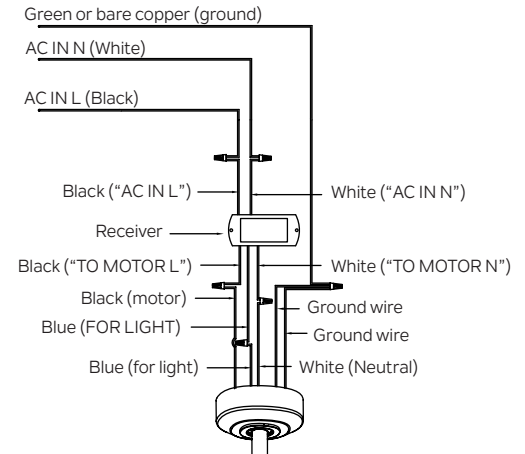 Green or bare copper (ground)
AC IN N (White)
AC IN L (Black)
Black (“AC IN L”)
White (“AC IN N”)
Receiver
Black (“TO MOTOR L”)
White (“TO MOTOR N”)
Black (motor)
Ground wire
Blue (FOR LIGHT)
Ground wire
Blue (for light)
White (Neutral)